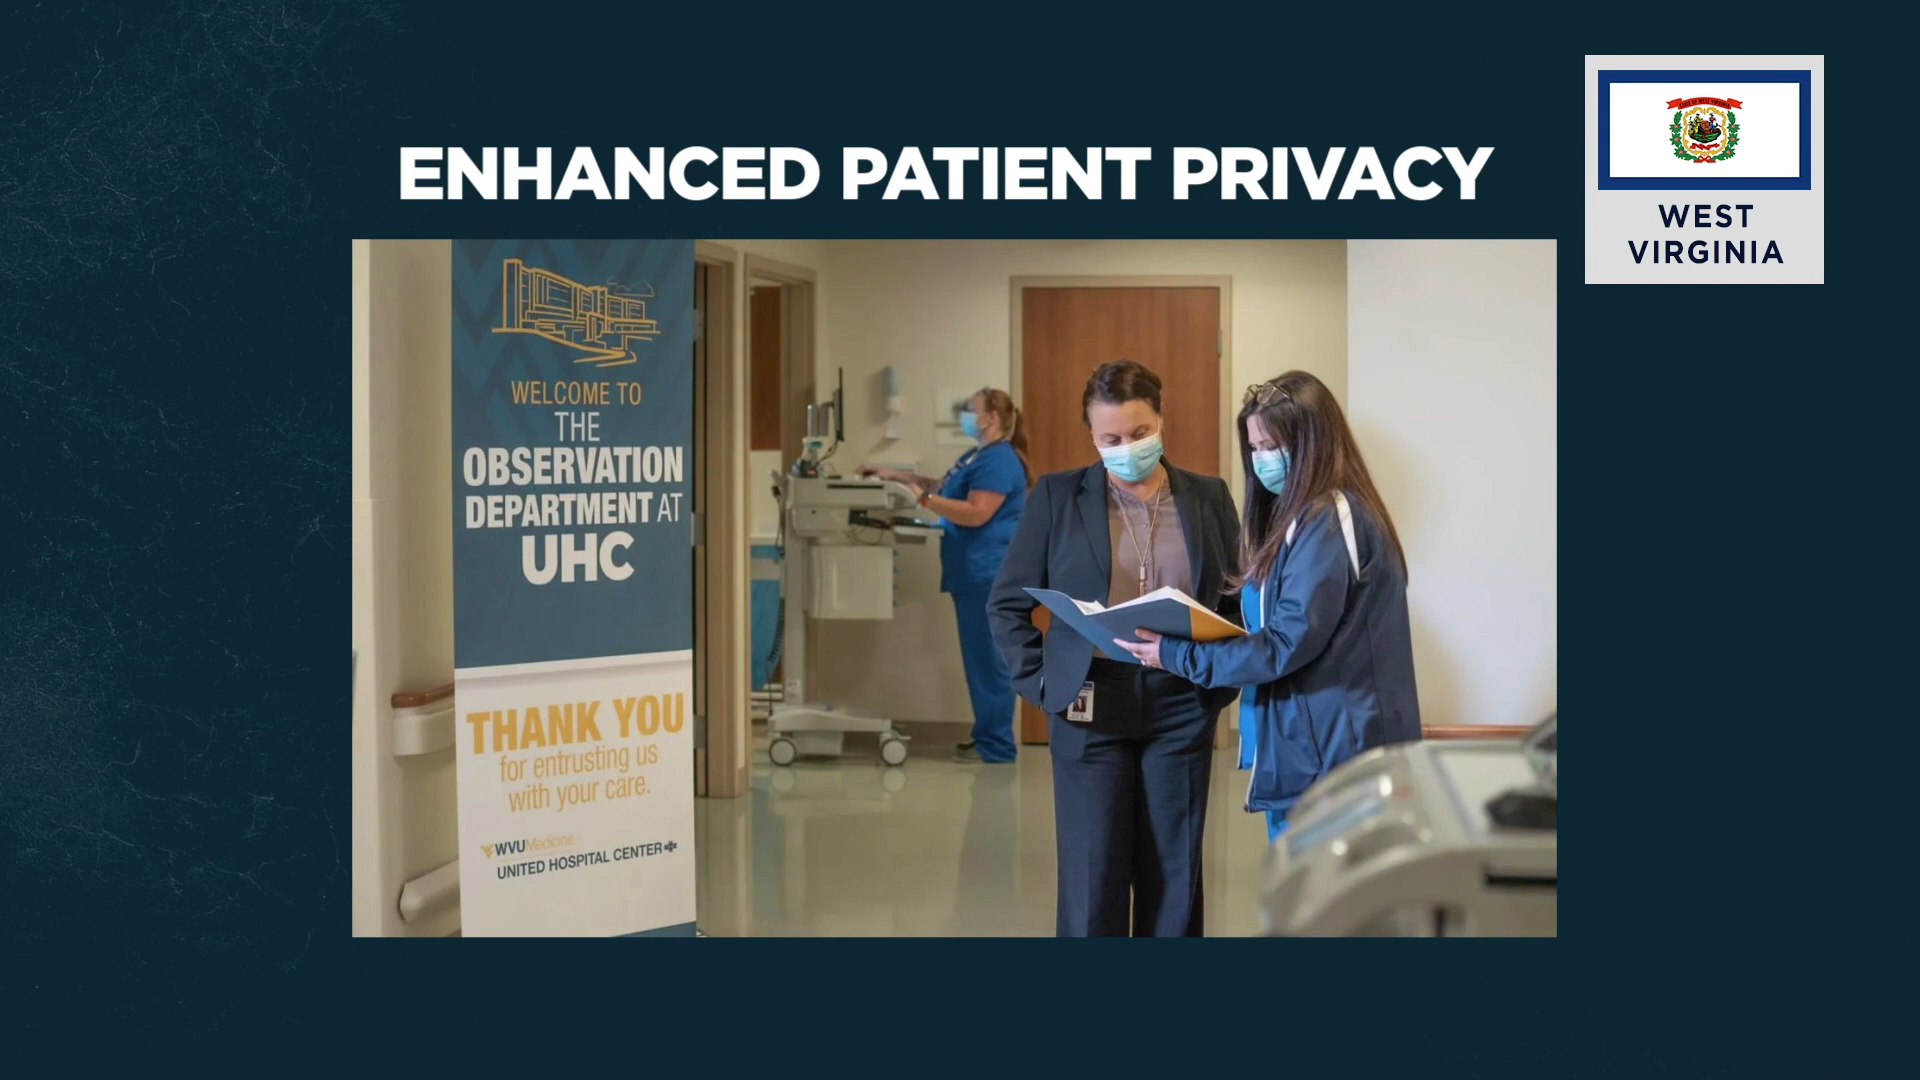 ENHANCED PATIENT PRIVACY
WEST
VIRGINIA
WELCOME TO
THE
OBSERVATION
DEPARTMENT AT
UHC
THANK YOU
for entrusting us
with your care.
WVUMedicine
UNITED HOSPITAL CENTER